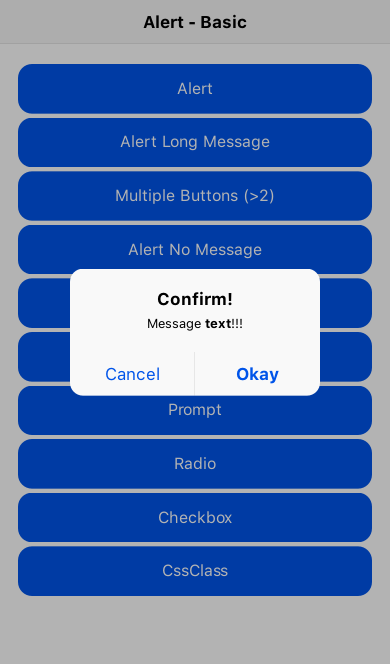 Alert - Basic
Alert
Alert Long Message
Multiple Buttons (>2)
Alert No Message
Confirm!
Message text!!!
Cancel
Okay
Prompt
Radio
Checkbox
CssClass